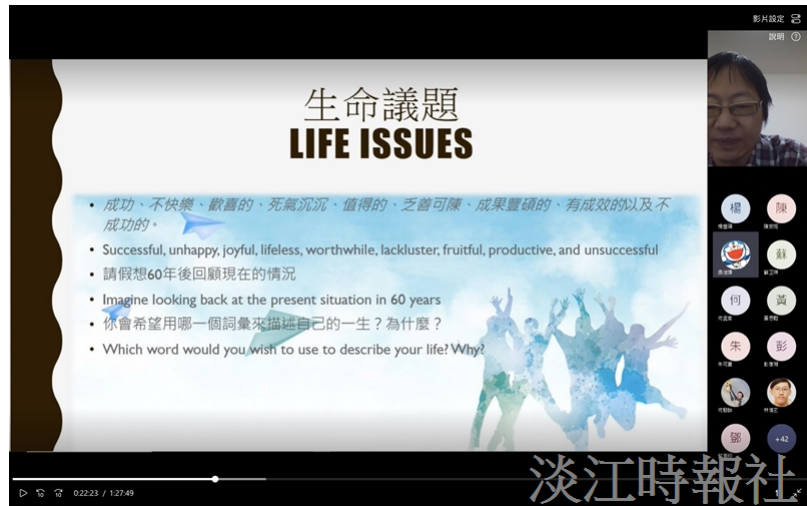 影片設定
說明
生命議題
LIFE ISSUES
• 成功、不快樂、歡喜的、死氣沉沉、值得的、乏善可陳、成果豐碩的、有成效的以及不
成功的。
• Successful, unhappy, joyful, lifeless, worthwhile, lackluster, fruitful, productive, and unsuccessful
• 請假想60年後回顧現在的情況
• Imagine looking back at the present situation in 60 years
• 你會希望用哪一個詞彙來描述自己的一生？為什麼？
• Which word would you wish to use to describe your life? Why?
楊
陳
蘇
何
黃
朱
彭
鄧
+42
10
10
0:22:23 / 1:27:49
淡江時報社